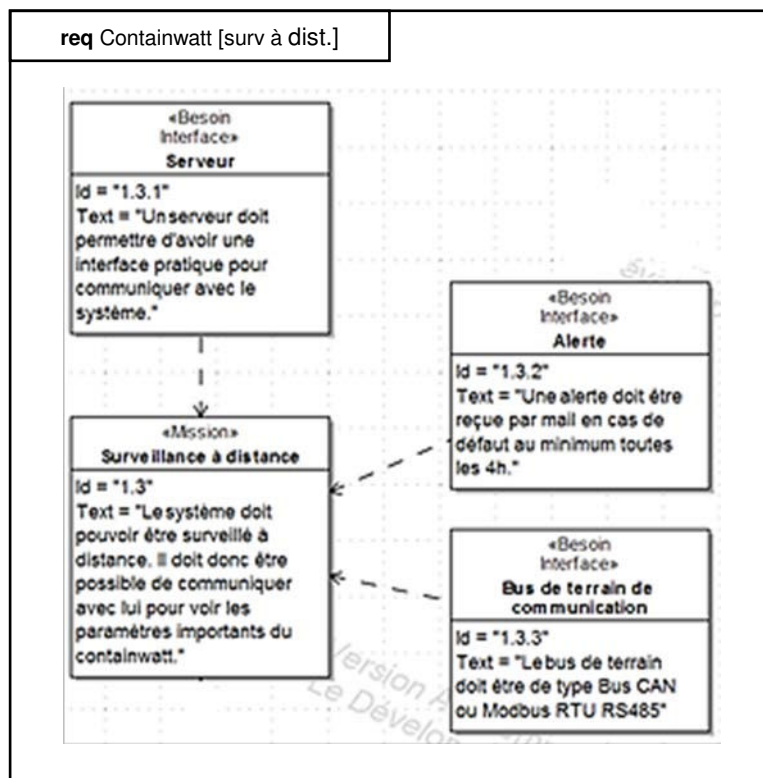 req Containwatt [surv à dist.]
«Besoin
Interface»
Serveur
Id = "1.3.1"
Text = "Un serveur doit
permettre d'avoir une
interface pratique pour
communiquer avec le
système."
«Mission»
Surveillance à distance
Id = "1.3"
Text = "Le système doit
pouvoir être surveillé à
distance. Il doit donc être
possible de communiquer
avec lui pour voir les
paramètres importants du
containwatt."
«Besoin
Interface»
Alerte
Id = "1.3.2"
Text = "Une alerte doit être
reçue par mail en cas de
défaut au minimum toutes
les 4h."
«Besoin
Interface»
Bus de terrain de
communication
Id = "1.3.3"
Text = "Le bus de terrain
doit être de type Bus CAN
ou Modbus RTU RS485"
Version
Le